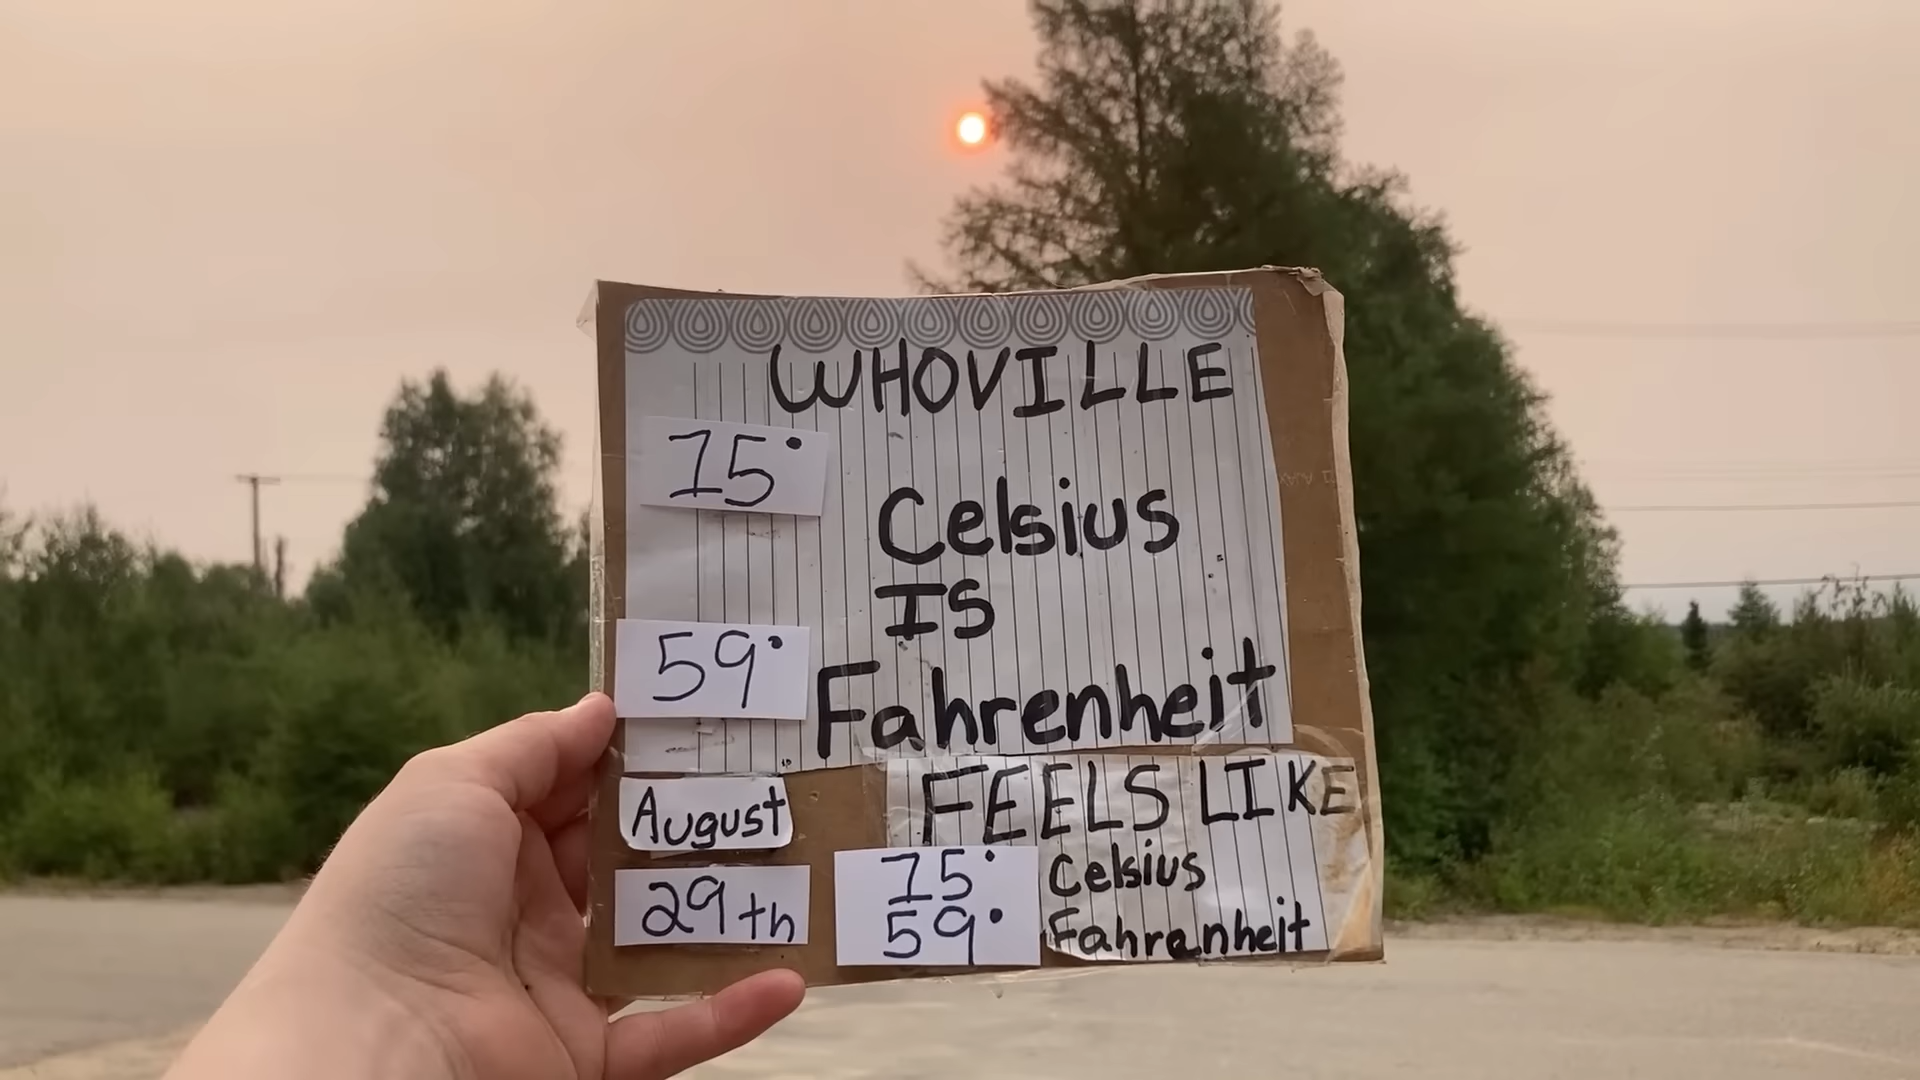 WHOVILLE
15°
Celsius
IS
59°
Fahrenheit
August
29th
FEELS LIKE
15° Celsius
59° Fahrenheit